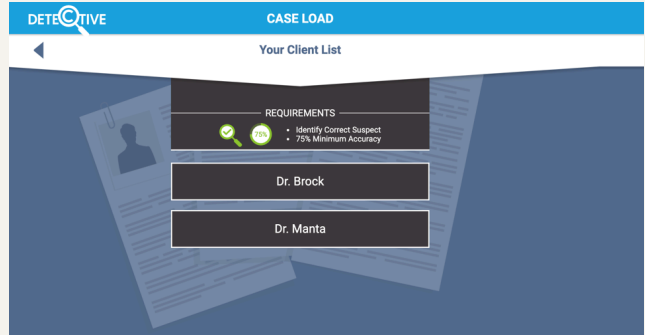 DETECTIVE
CASE LOAD
Your Client List
REQUIREMENTS
75%
• Identify Correct Suspect
• 75% Minimum Accuracy
Dr. Brock
Dr. Manta